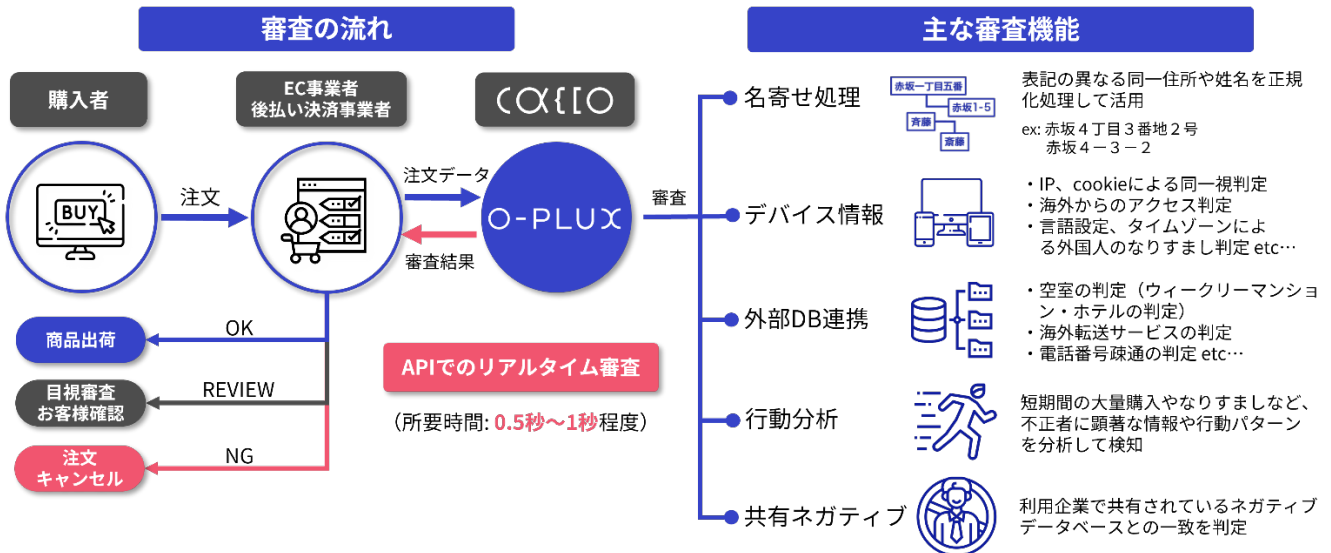 審査の流れ
主な審査機能
購入者
EC事業者
後払い決済事業者
cacco
BUY
注文
注文データ
審査結果
O-PLUX
審査
OK
商品出荷
REVIEW
目視審査
お客様確認
NG
注文
キャンセル
APIでのリアルタイム審査
（所要時間: 0.5秒〜1秒程度）
名寄せ処理
赤坂一丁目五番
赤坂1-5
斉藤
斎藤
表記の異なる同一住所や姓名を正規
化処理して活用
ex: 赤坂４丁目３番地２号
赤坂４－３－２
デバイス情報
・IP、cookieによる同一視判定
・海外からのアクセス判定
・言語設定、タイムゾーンによ
る外国人のなりすまし判定 etc…
外部DB連携
・空室の判定（ウィークリーマンショ
ン・ホテルの判定）
・海外転送サービスの判定
・電話番号疎通の判定 etc…
行動分析
短期間の大量購入やなりすましなど、
不正者に顕著な情報や行動パターン
を分析して検知
共有ネガティブ
利用企業で共有されているネガティブ
データベースとの一致を判定